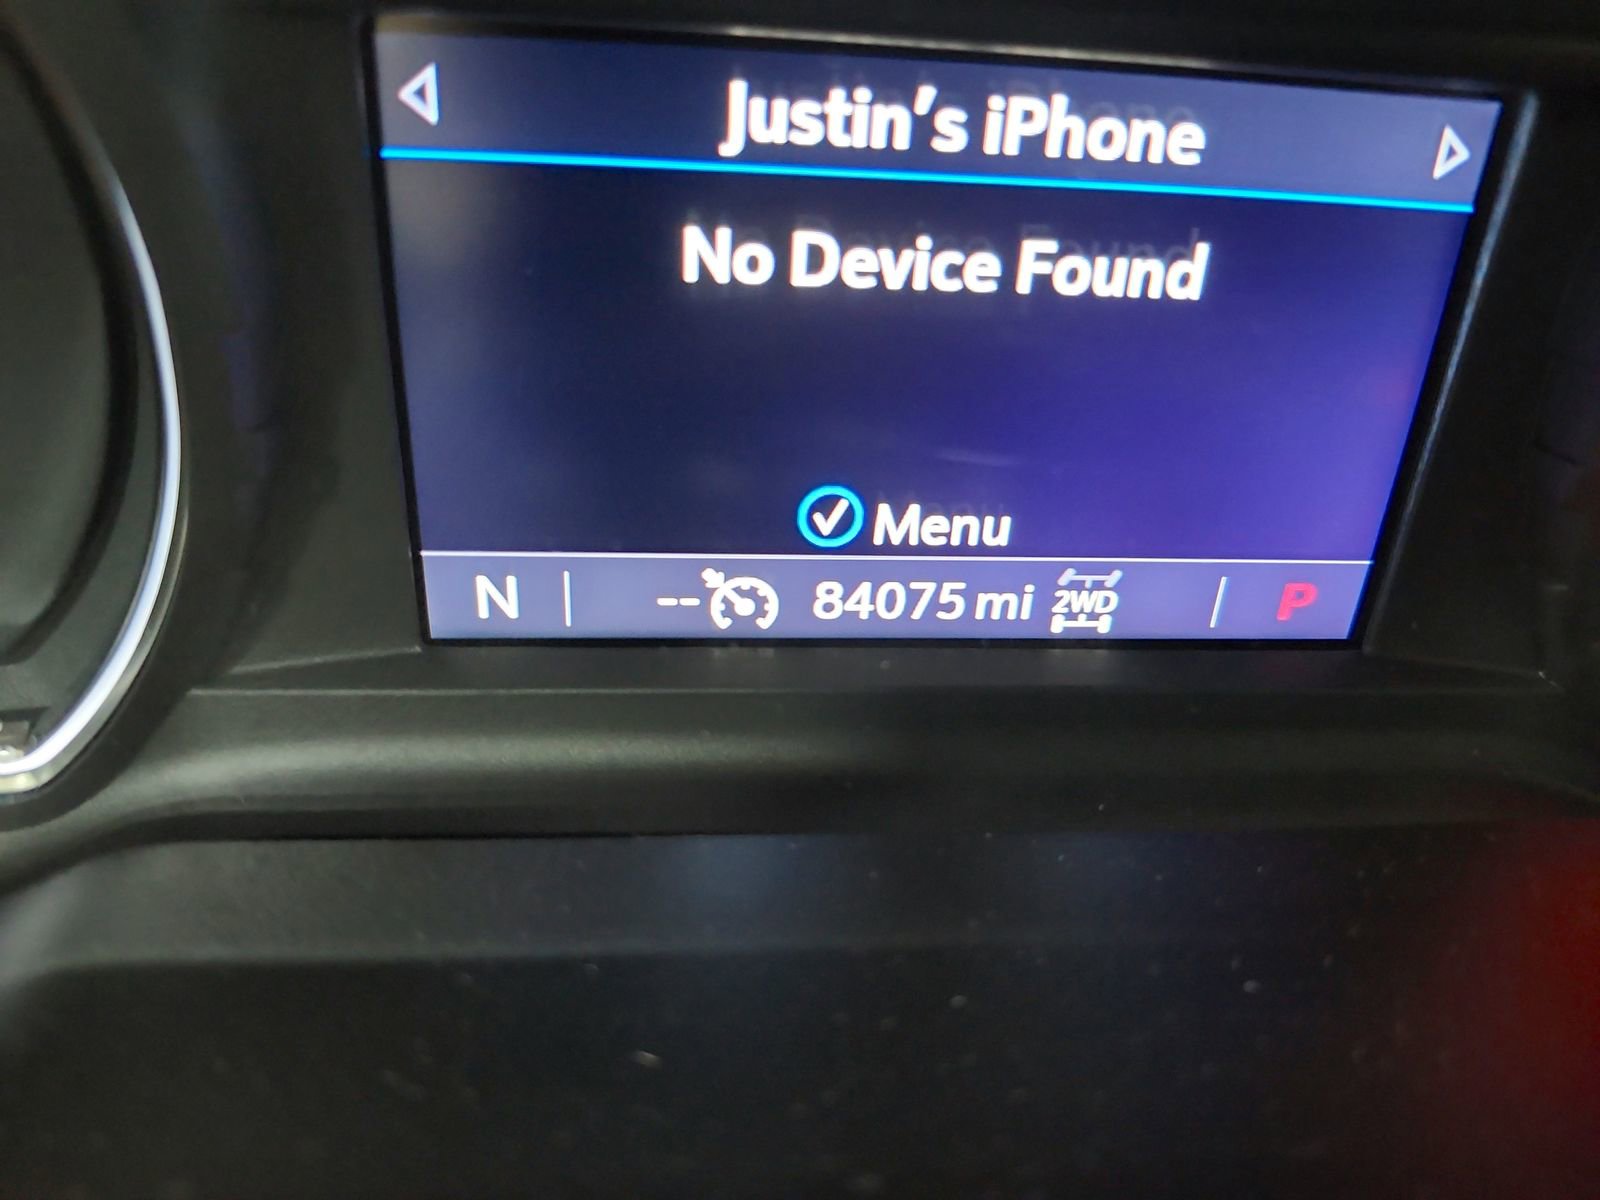 Justin's iPhone
No Device Found
Menu
N -- 84075 mi 2WD P